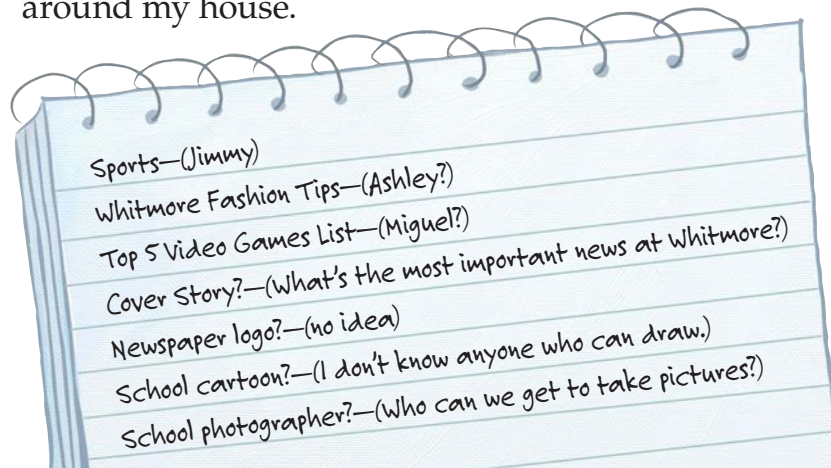 around my house.
Sports—(Jimmy)
Whitmore Fashion Tips—(Ashley?)
Top 5 Video Games List—(Miguel?)
Cover Story?—(What's the most important news at Whitmore?)
Newspaper logo?—(no idea)
School cartoon?—(I don't know anyone who can draw.)
School photographer?—(Who can we get to take pictures?)